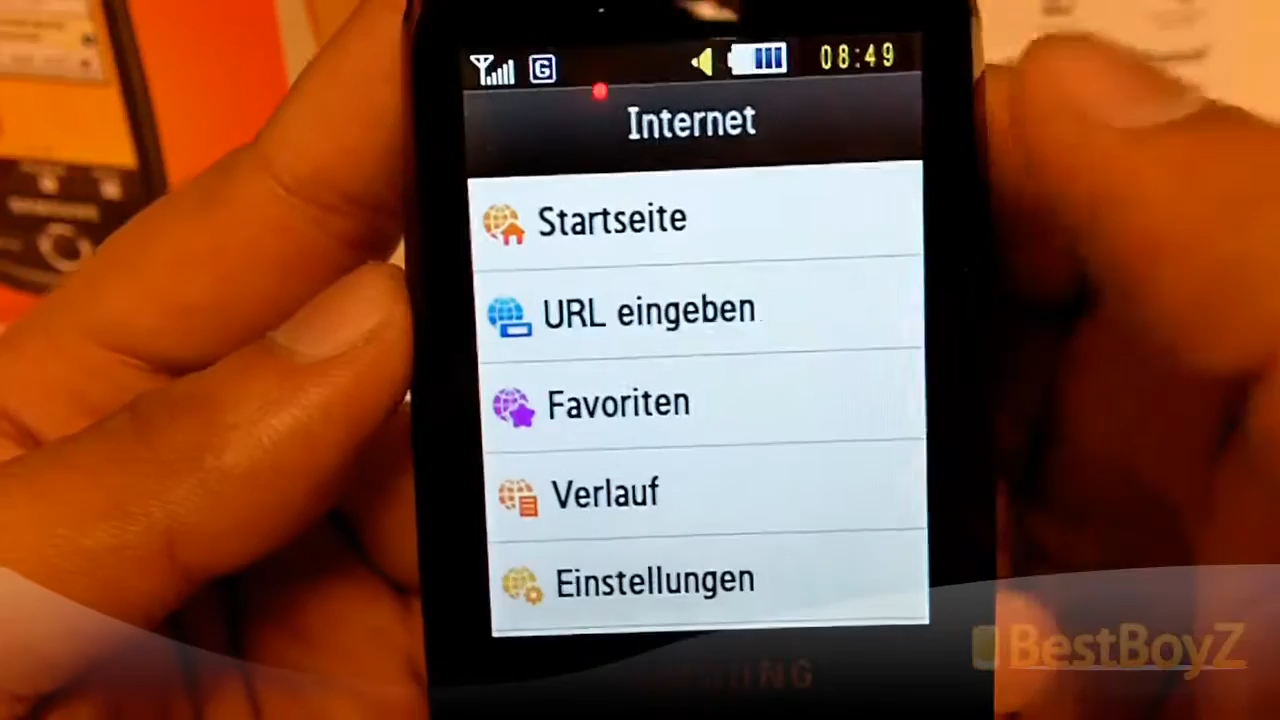 G 08:49
Internet
Startseite
URL eingeben
Favoriten
Verlauf
Einstellungen
BestBoyZ